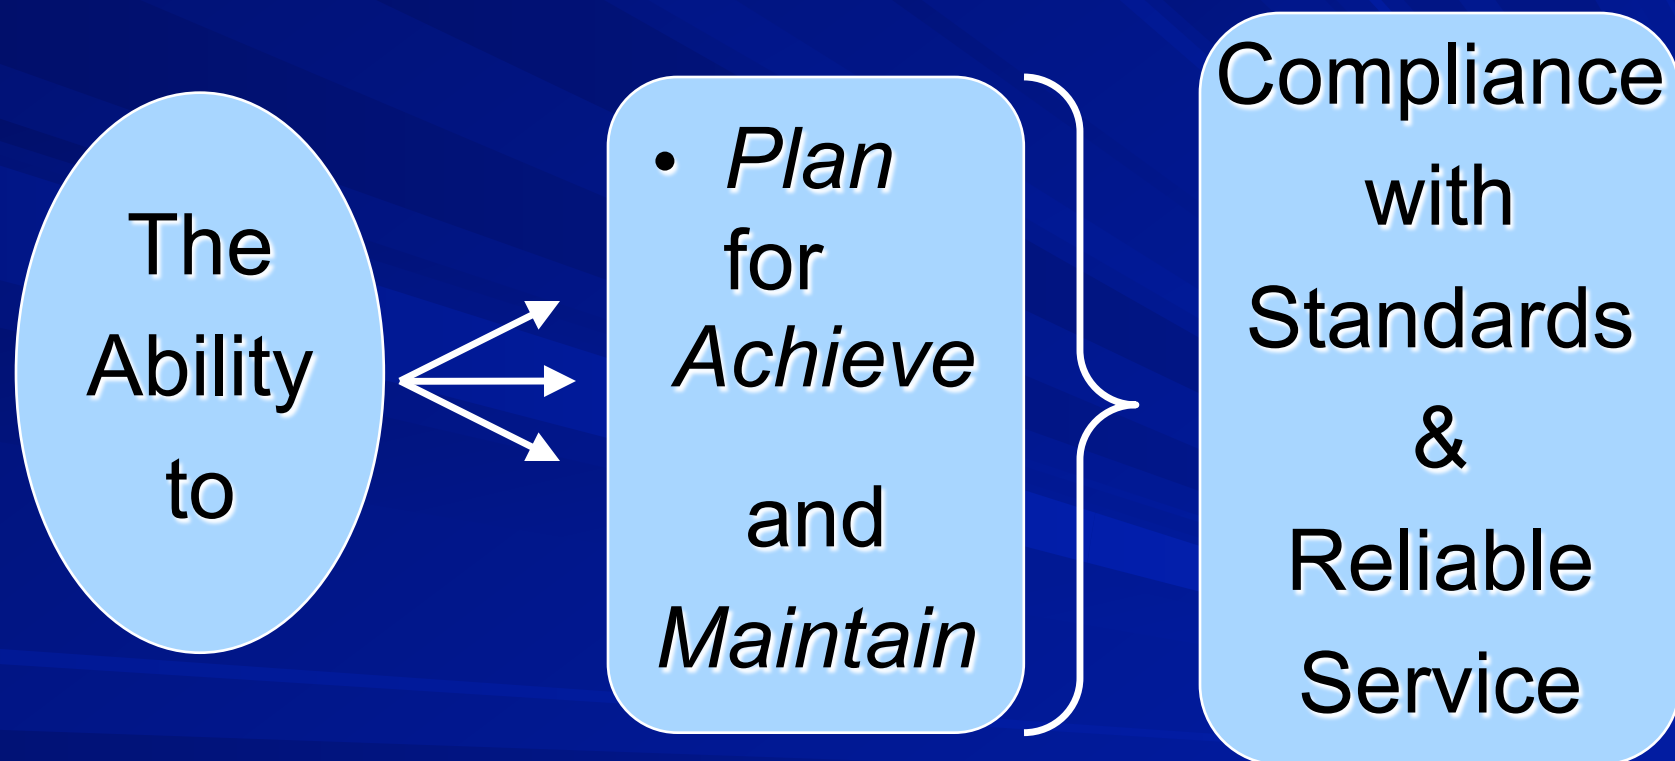 The
Ability
to
• Plan
for
Achieve
and
Maintain
Compliance
with
Standards
&
Reliable
Service